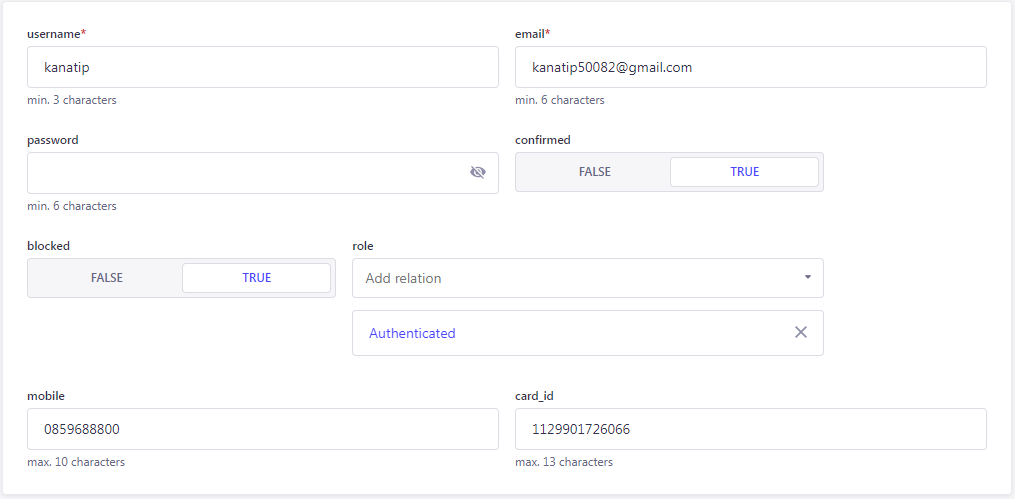 username* email*
kanatip kanatip50082@gmail.com
min. 3 characters min. 6 characters
password confirmed
FALSE TRUE
min. 6 characters
blocked role
FALSE TRUE Add relation
Authenticated
mobile card_id
0859688800 1129901726066
max. 10 characters max. 13 characters